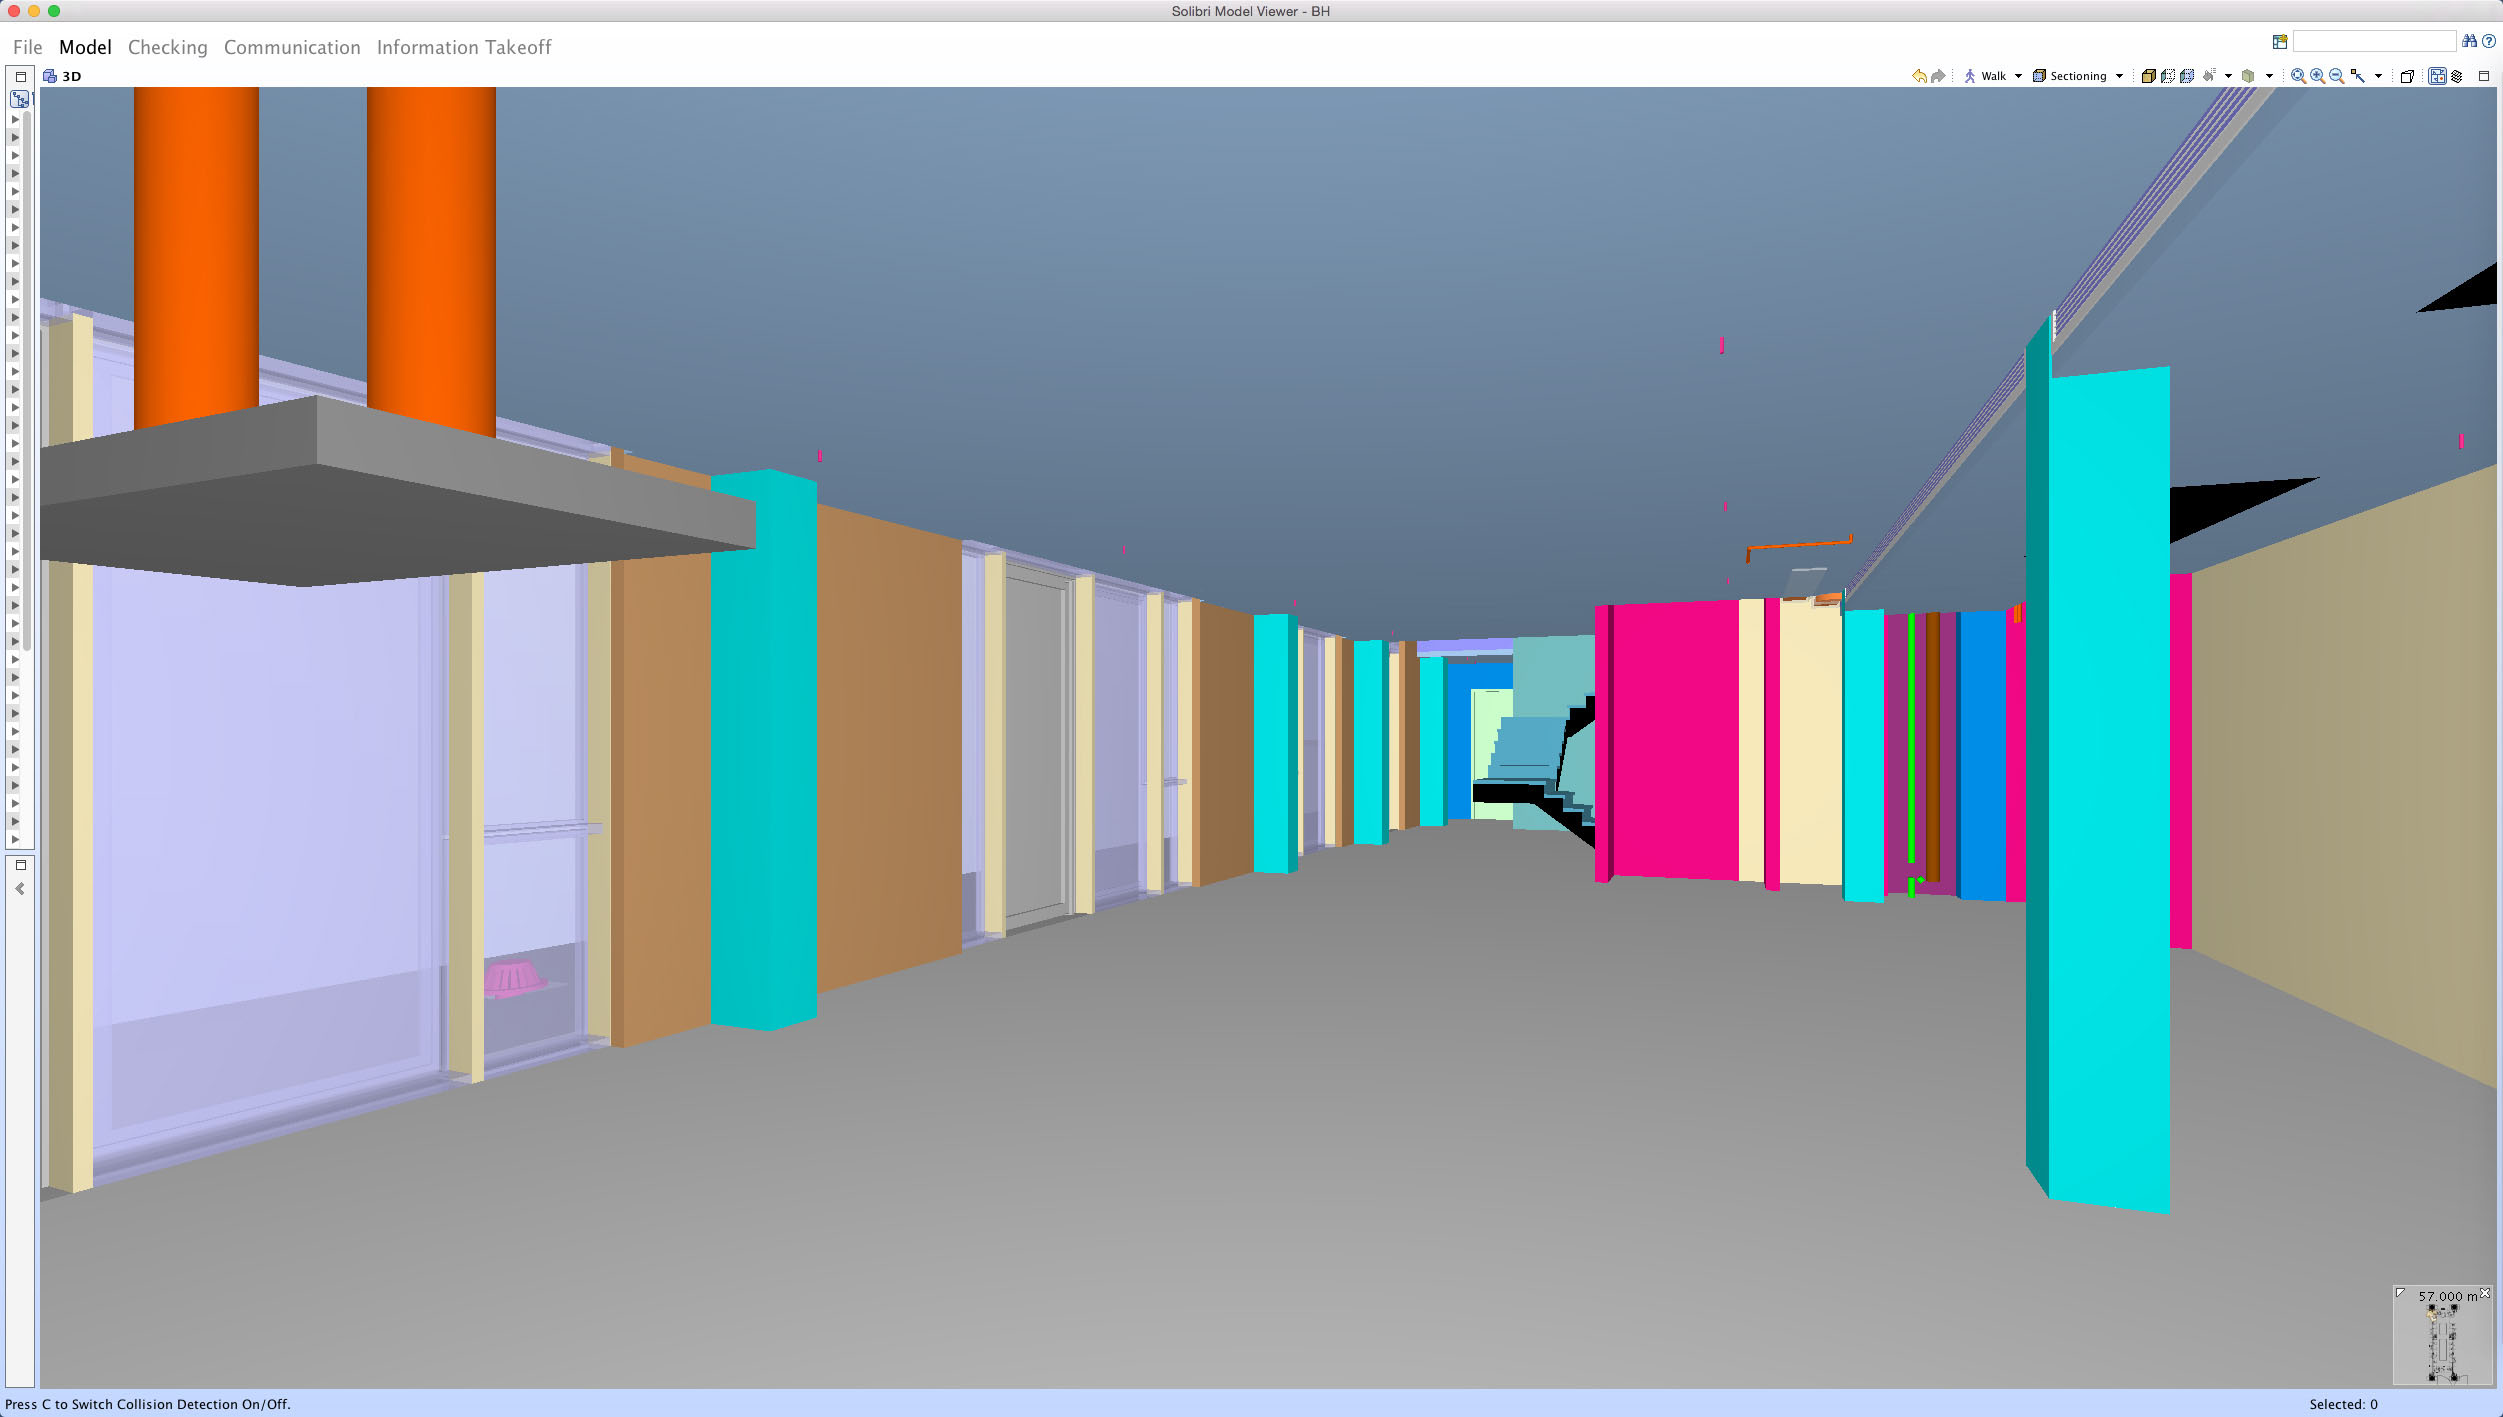 Solibri Model Viewer - BH
File Model Checking Communication Information Takeoff
3D
Walk Sectioning
57.000 m
Press C to Switch Collision Detection On/Off.
Selected: 0